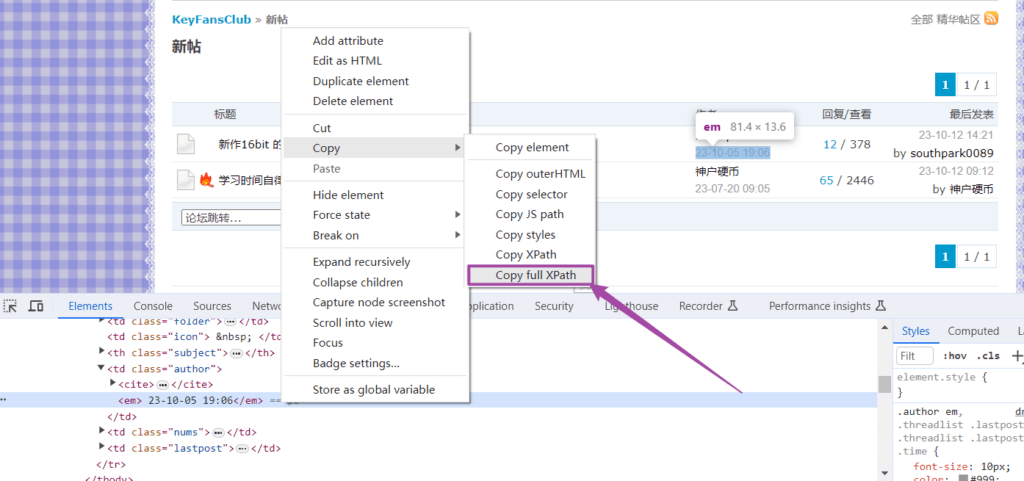 KeyFansClub » 新帖
全部 精华帖区
新帖
1 1 / 1
标题 回复/查看 最后发表
新作16bit 的
23-10-05 19:06
12 / 378
23-10-12 14:21
by southpark0089
学习时间自律
神户硬币
23-07-20 09:05
65 / 2446
23-10-12 09:12
by 神户硬币
论坛跳转...
1 1 / 1
em 81.4 × 13.6
Add attribute
Edit as HTML
Duplicate element
Delete element
Cut
Copy
Paste
Hide element
Force state
Break on
Expand recursively
Collapse children
Capture node screenshot
Scroll into view
Focus
Badge settings...
Store as global variable
Copy element
Copy outerHTML
Copy selector
Copy JS path
Copy styles
Copy XPath
Copy full XPath
Elements Console Sources Netw pplication Security Lighthouse Recorder Performance insights
<td class="folder">…</td>
<td class="icon"> &nbsp; </td>
<th class="subject">…</th>
<td class="author">
<cite>…</cite>
<em> 23-10-05 19:06</em> ==
</td>
<td class="nums">…</td>
<td class="lastpost">…</td>
</tr>
</tbody>
Styles Computed La
Filt :hov .cls
element.style {
}
.author em,
.threadlist .lastpost
.threadlist .lastpost
.time {
font-size: 10px;
color: #999;